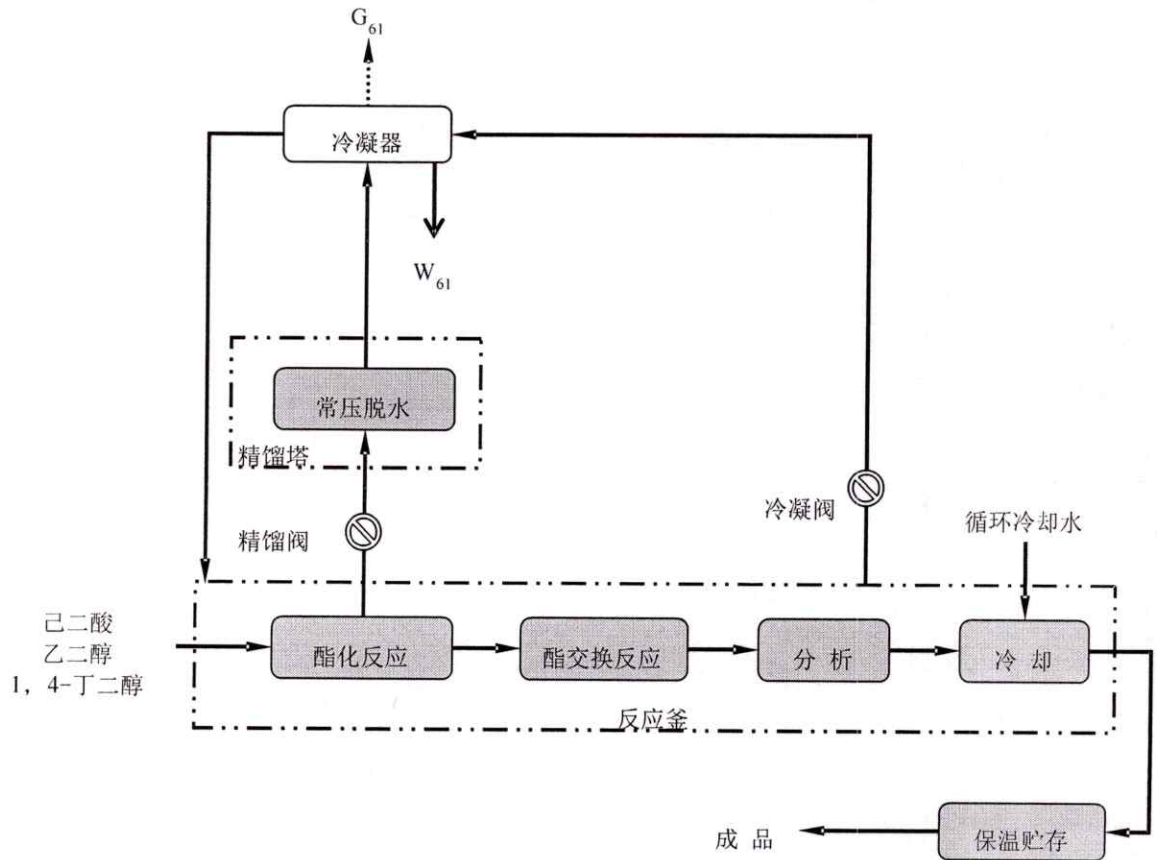 G61
冷凝器
W61
常压脱水
精馏塔
精馏阀
冷凝阀
循环冷却水
己二酸
乙二醇
1，4-丁二醇
酯化反应
酯交换反应
分 析
冷 却
反应釜
成 品
保温贮存